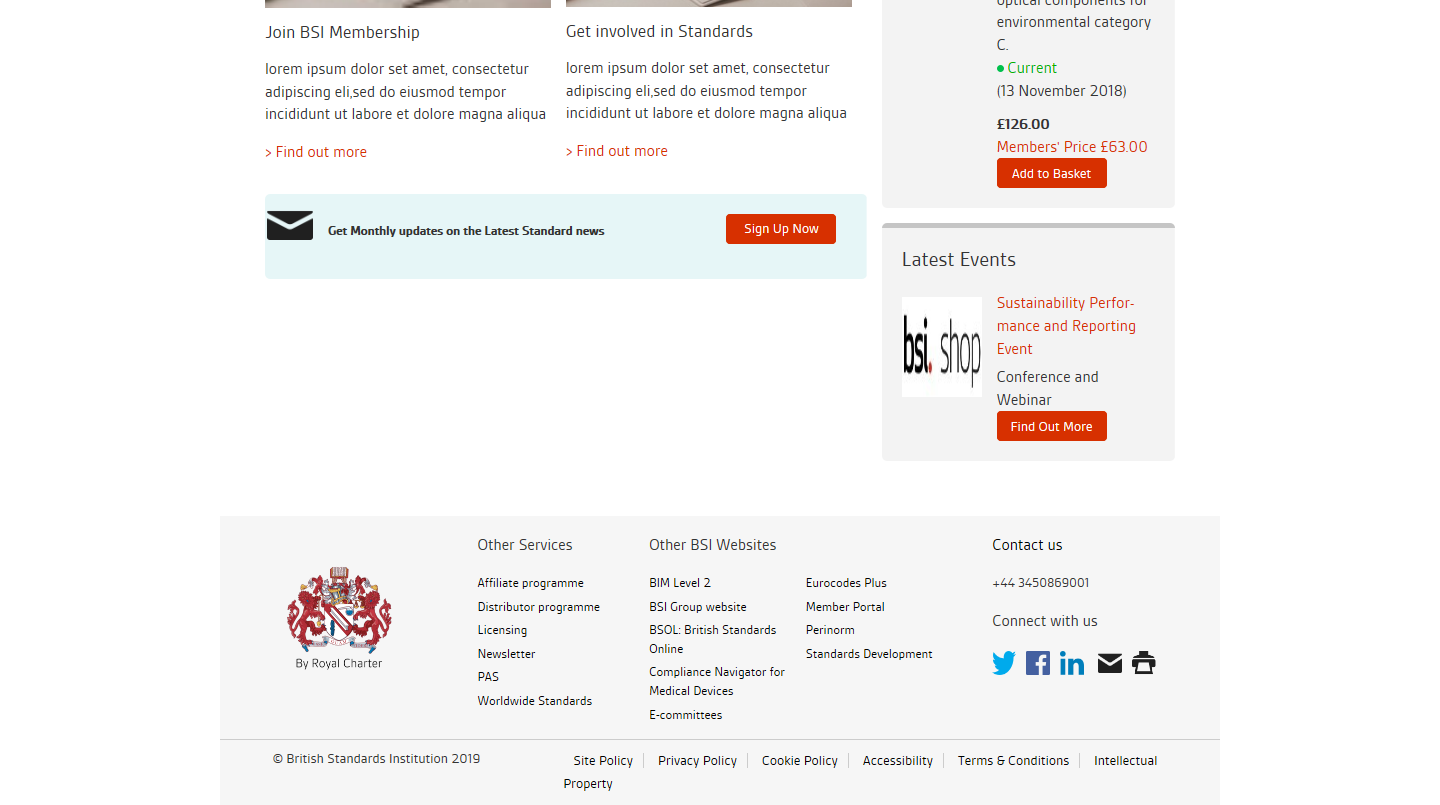 Join BSI Membership
lorem ipsum dolor set amet, consectetur
adipiscing eli,sed do eiusmod tempor
incididunt ut labore et dolore magna aliqua
> Find out more
Get involved in Standards
lorem ipsum dolor set amet, consectetur
adipiscing eli,sed do eiusmod tempor
incididunt ut labore et dolore magna aliqua
> Find out more
Get Monthly updates on the Latest Standard news
Sign Up Now
optical components for
environmental category
C.
Current
(13 November 2018)
£126.00
Members' Price £63.00
Add to Basket
Latest Events
bsi. shop
Sustainability Perfor-
mance and Reporting
Event
Conference and
Webinar
Find Out More
By Royal Charter
Other Services
Affiliate programme
Distributor programme
Licensing
Newsletter
PAS
Worldwide Standards
Other BSI Websites
BIM Level 2
BSI Group website
BSOL: British Standards
Online
Compliance Navigator for
Medical Devices
E-committees
Eurocodes Plus
Member Portal
Perinorm
Standards Development
Contact us
+44 3450869001
Connect with us
© British Standards Institution 2019
Site Policy
Privacy Policy
Cookie Policy
Accessibility
Terms & Conditions
Intellectual
Property